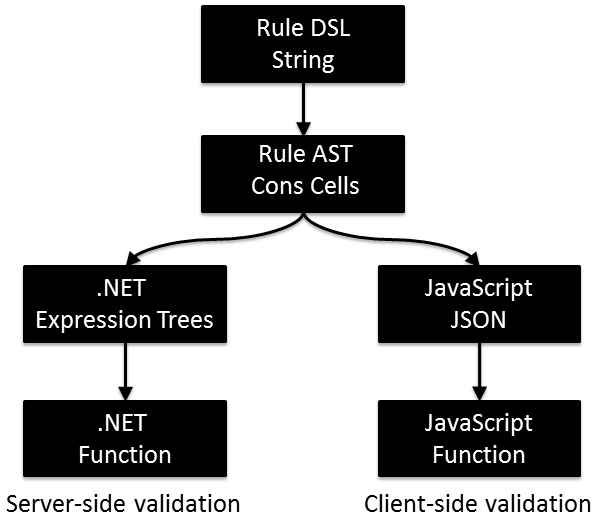 Rule DSL
String
Rule AST
Cons Cells
.NET
Expression Trees
JavaScript
JSON
.NET
Function
JavaScript
Function
Server-side validation
Client-side validation